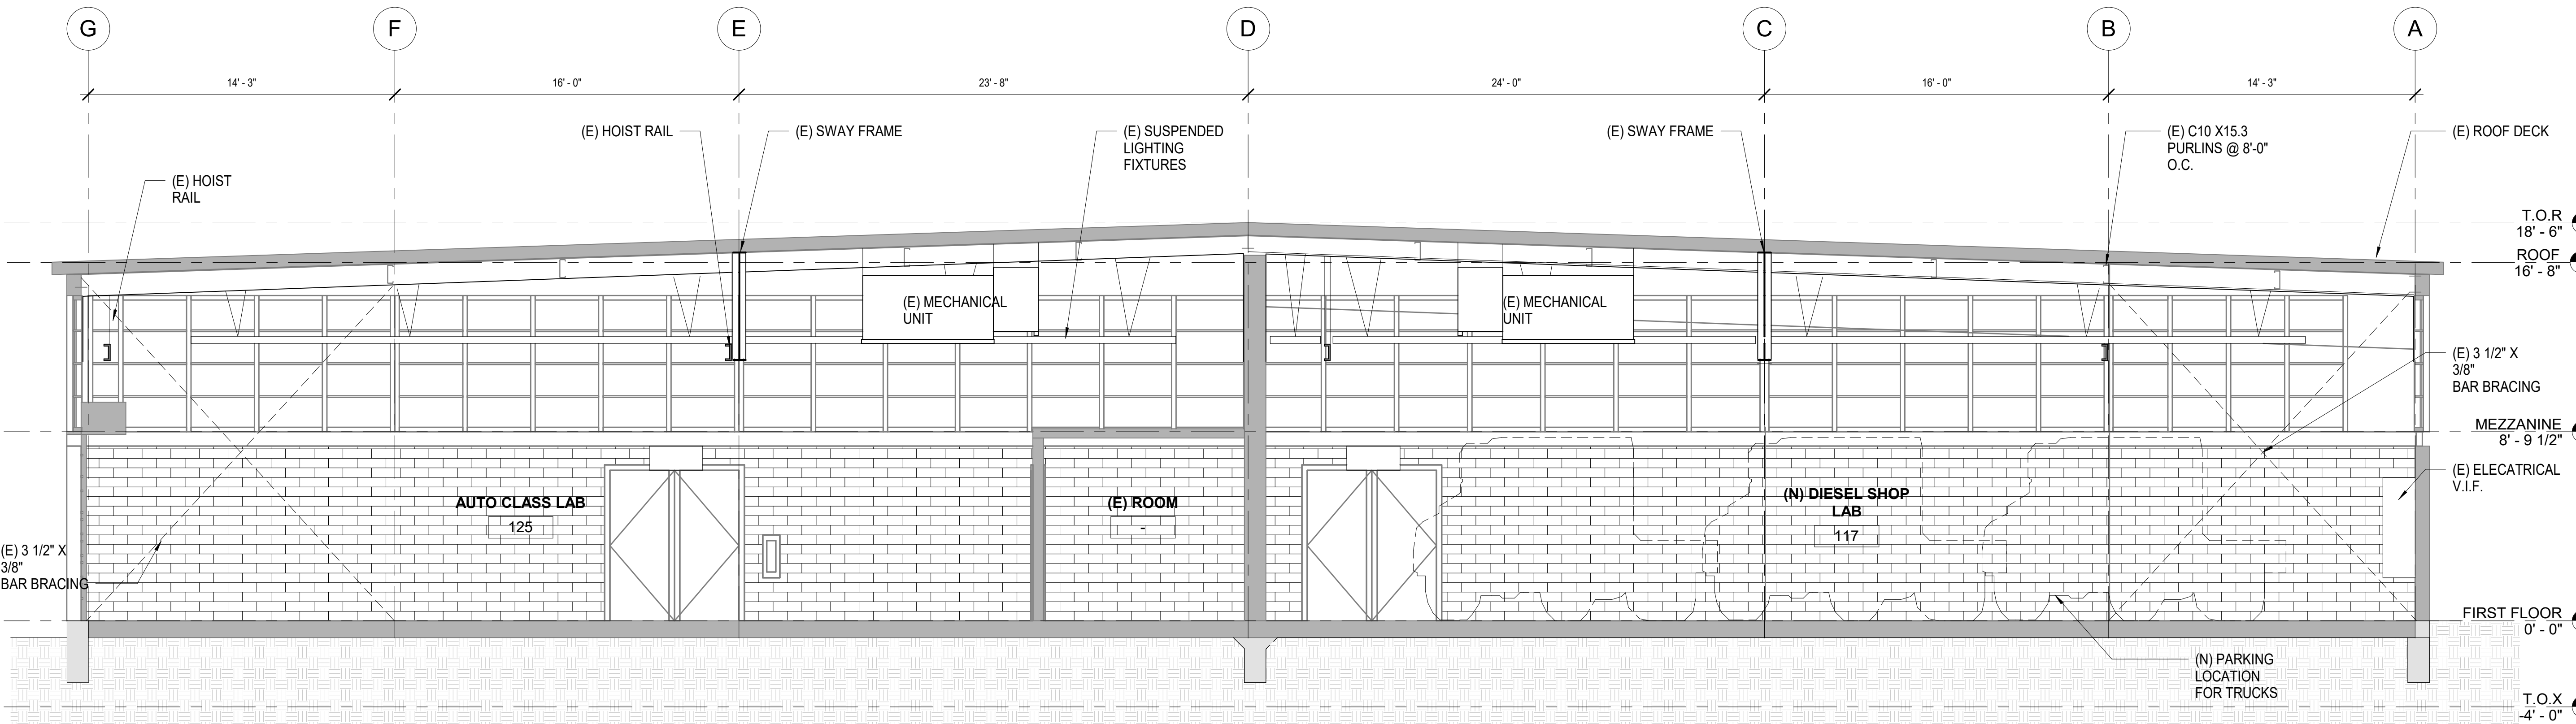 G
F
E
D
C
B
A
14' - 3"
16' - 0"
23' - 8"
24' - 0"
16' - 0"
14' - 3"
(E) HOIST RAIL
(E) SWAY FRAME
(E) SUSPENDED
LIGHTING
FIXTURES
(E) SWAY FRAME
(E) C10 X15.3
PURLINS @ 8'-0"
O.C.
(E) ROOF DECK
(E) HOIST
RAIL
T.O.R
18' - 6"
ROOF
16' - 8"
(E) MECHANICAL
UNIT
(E) MECHANICAL
UNIT
(E) 3 1/2" X
3/8"
BAR BRACING
MEZZANINE
8' - 9 1/2"
(E) ELECATRICAL
V.I.F.
AUTO CLASS LAB
125
(E) ROOM
-
(N) DIESEL SHOP
LAB
117
(E) 3 1/2" X
3/8"
BAR BRACING
FIRST FLOOR
0' - 0"
(N) PARKING
LOCATION
FOR TRUCKS
T.O.X
-4' - 0"